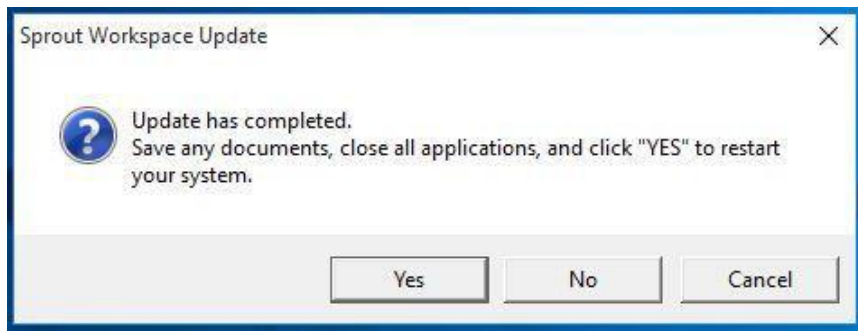 Sprout Workspace Update
Update has completed.
Save any documents, close all applications, and click "YES" to restart
your system.
Yes No Cancel